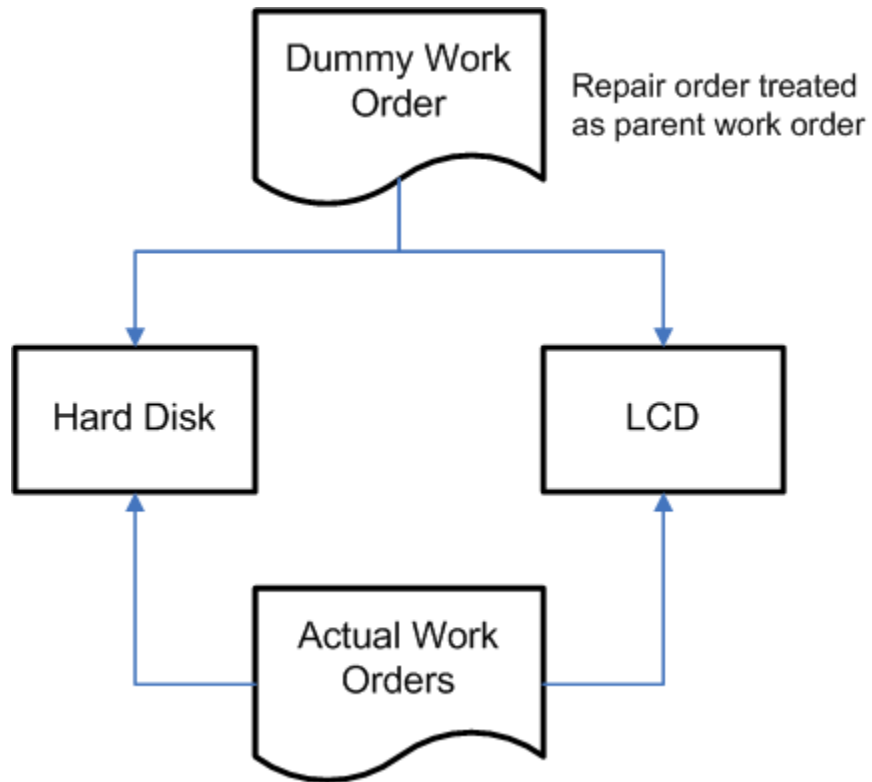 Dummy Work
Order
Repair order treated
as parent work order
Hard Disk
LCD
Actual Work
Orders